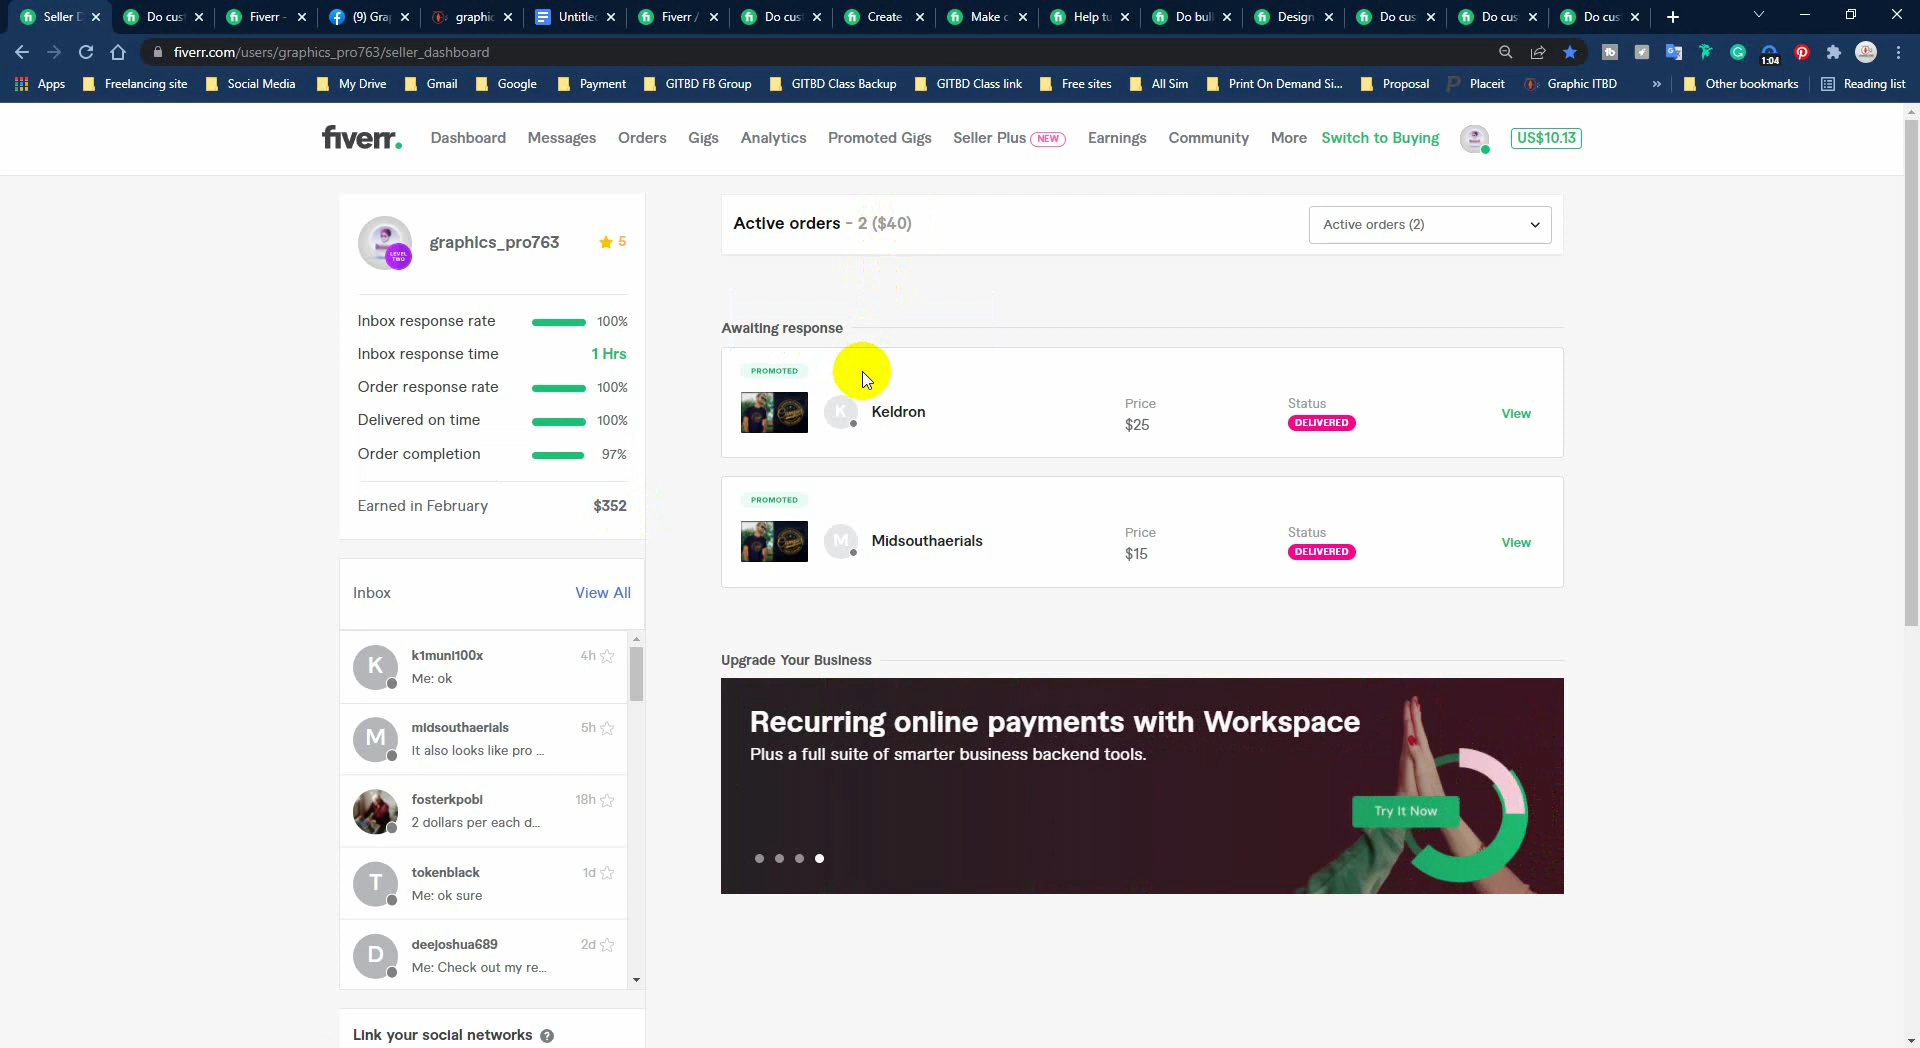 Seller D
Do cus
Fiverr -
(9) Gra
graphic
Untitle
Fiverr /
Do cus
Create
Make c
Help tu
Do bul
Design
Do cus
Do cus
Do cus
fiverr.com/users/graphics_pro763/seller_dashboard
1:04
Apps
Freelancing site
Social Media
My Drive
Gmail
Google
Payment
GITBD FB Group
GITBD Class Backup
GITBD Class link
Free sites
All Sim
Print On Demand Si...
Proposal
Placeit
Graphic ITBD
»
Other bookmarks
Reading list
fiverr.
Dashboard
Messages
Orders
Gigs
Analytics
Promoted Gigs
Seller Plus NEW
Earnings
Community
More
Switch to Buying
US$10.13
LEVEL TWO
graphics_pro763
5
Inbox response rate 100%
Inbox response time 1 Hrs
Order response rate 100%
Delivered on time 100%
Order completion 97%
Earned in February $352
Inbox View All
K
k1muni100x 4h
Me: ok
M
midsouthaerials 5h
It also looks like pro ...
fosterkpobi 18h
2 dollars per each d...
T
tokenblack 1d
Me: ok sure
D
deejoshua689 2d
Me: Check out my re...
Link your social networks ?
Active orders - 2 ($40)
Active orders (2)
Awaiting response
PROMOTED
K
Keldron
Price
$25
Status
DELIVERED
View
PROMOTED
M
Midsouthaerials
Price
$15
Status
DELIVERED
View
Upgrade Your Business
Recurring online payments with Workspace
Plus a full suite of smarter business backend tools.
Try It Now